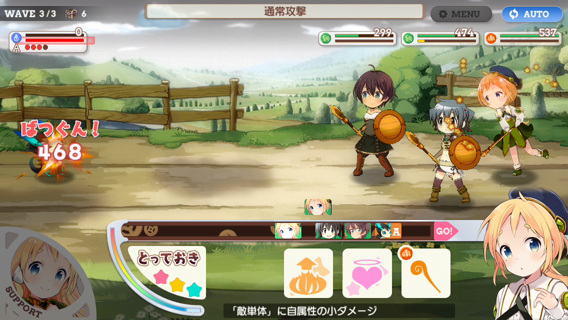 WAVE 3/3 6
通常攻撃
MENU
AUTO
0
A
299
474
537
ばつぐん!
468
A
GO!
とっておき
SUPPORT
「敵単体」に自属性の小ダメージ